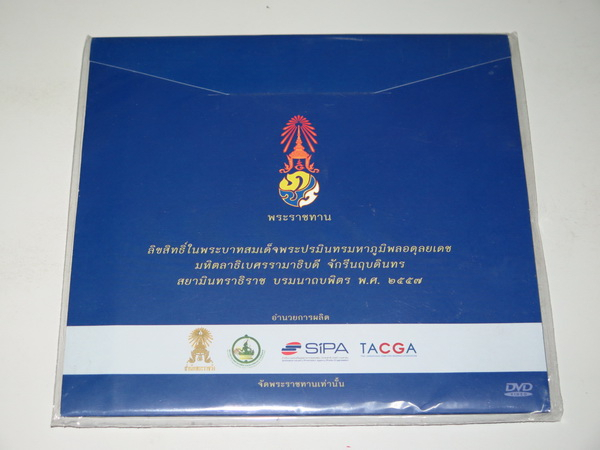 พระราชทาน
ลิขสิทธิ์ในพระบาทสมเด็จพระปรมินทรมหาภูมิพลอดุลยเดช
มหิตลาธิเบศรรามาธิบดี จักรีนฤบดินทร
สยามินทราธิราช บรมนาถบพิตร พ.ศ. ๒๕๕๗
อำนวยการผลิต
SiPA TACGA
จัดพระราชทานเท่านั้น
DVD
VIDEO